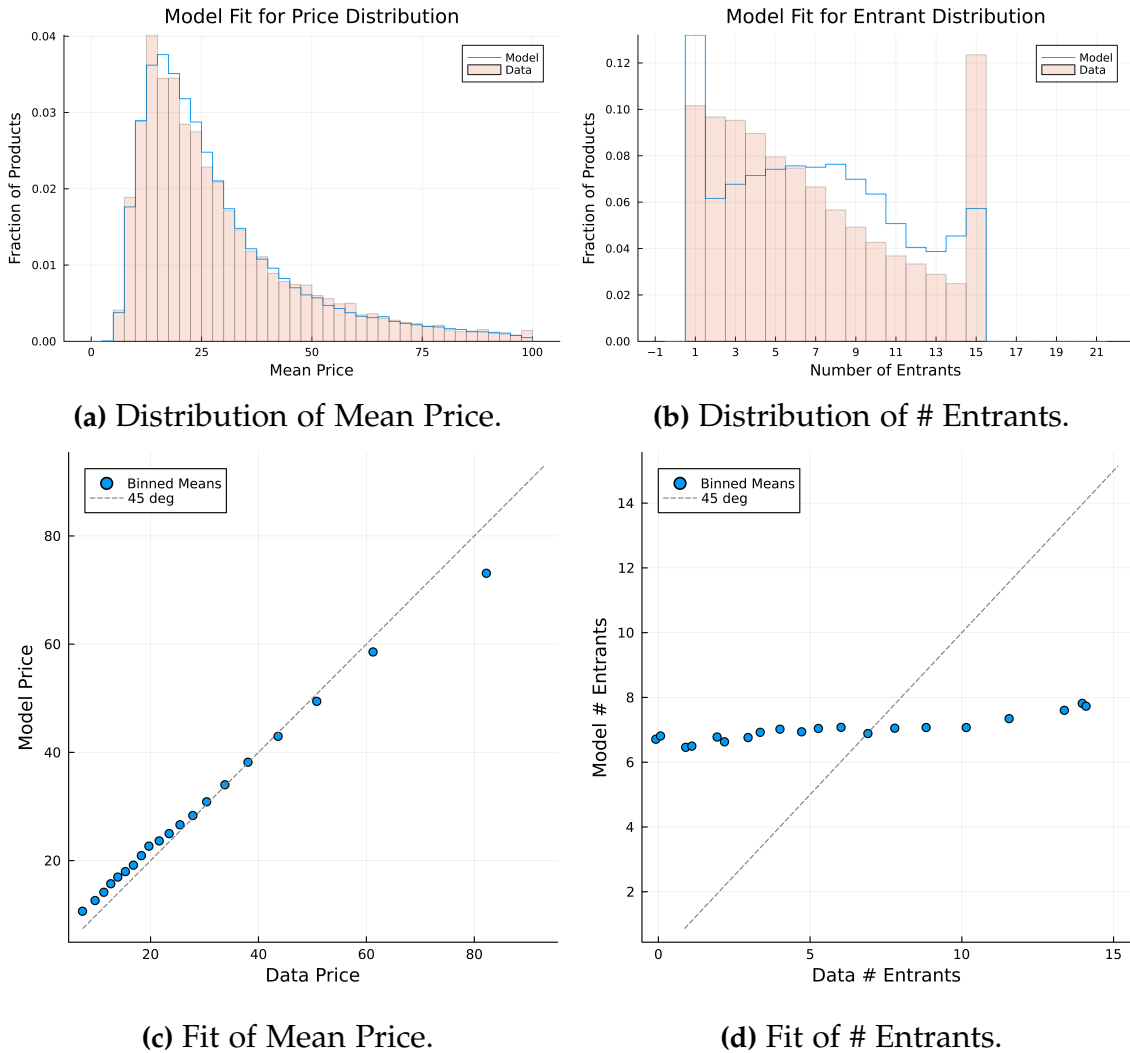 Model Fit for Price Distribution
0.04
0.03
0.02
0.01
0.00
Fraction of Products
Model
Data
0 25 50 75 100
Mean Price
(a) Distribution of Mean Price.
Model Fit for Entrant Distribution
0.12
0.10
0.08
0.06
0.04
0.02
0.00
Fraction of Products
Model
Data
−1 1 3 5 7 9 11 13 15 17 19 21
Number of Entrants
(b) Distribution of # Entrants.
Binned Means
45 deg
80
60
40
20
Model Price
20 40 60 80
Data Price
(c) Fit of Mean Price.
Binned Means
45 deg
14
12
10
8
6
4
2
Model # Entrants
0 5 10 15
Data # Entrants
(d) Fit of # Entrants.